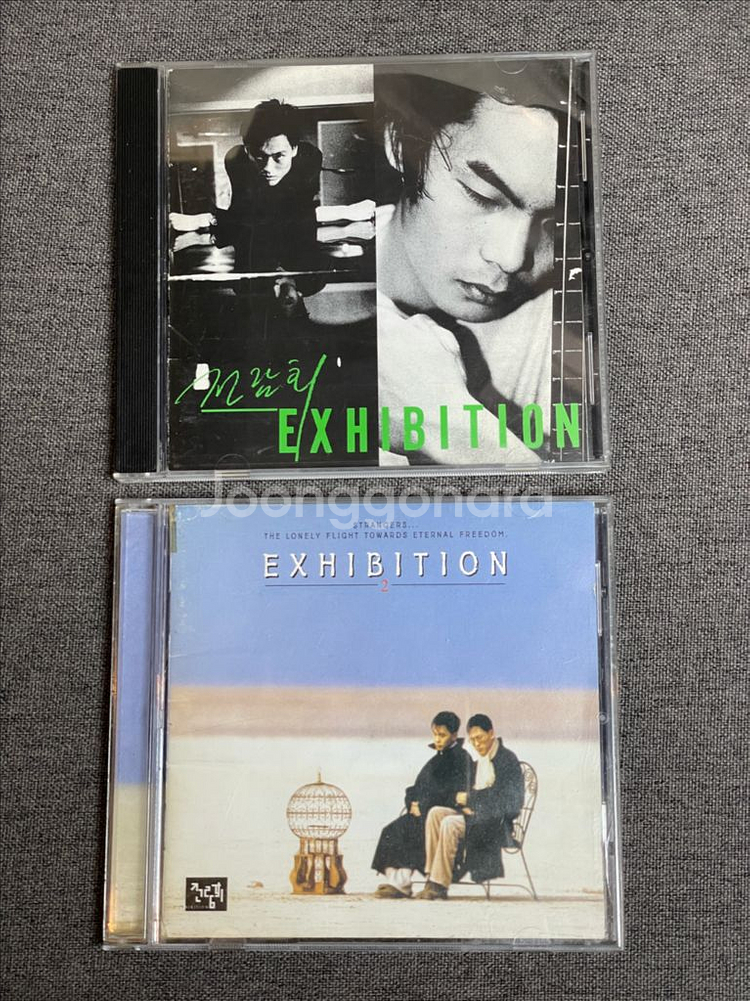 전람회
EXHIBITION
Joonggonara
STRANGERS...
THE LONELY FLIGHT TOWARDS ETERNAL FREEDOM.
EXHIBITION
2
전람회